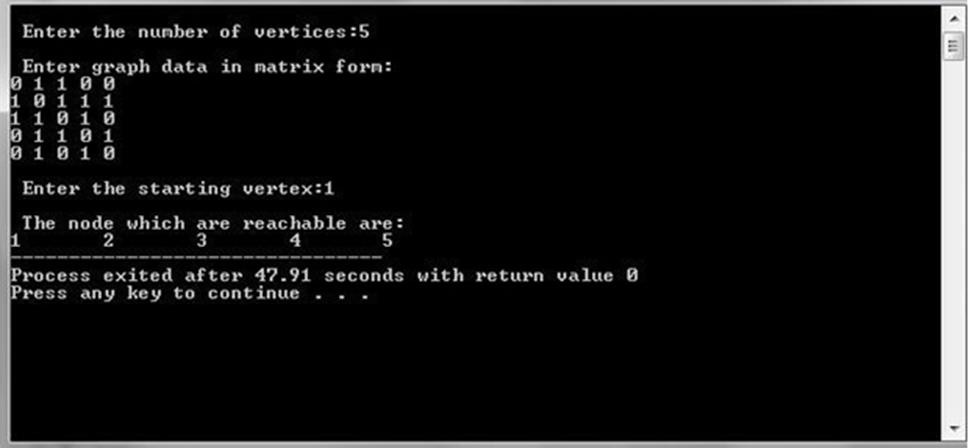 Enter the number of vertices:5
Enter graph data in matrix form:
0 1 1 0 0
1 0 1 1 1
1 1 0 1 0
0 1 1 0 1
0 1 0 1 0
Enter the starting vertex:1
The node which are reachable are:
1 2 3 4 5
--------------------------------
Process exited after 47.91 seconds with return value 0
Press any key to continue . . .